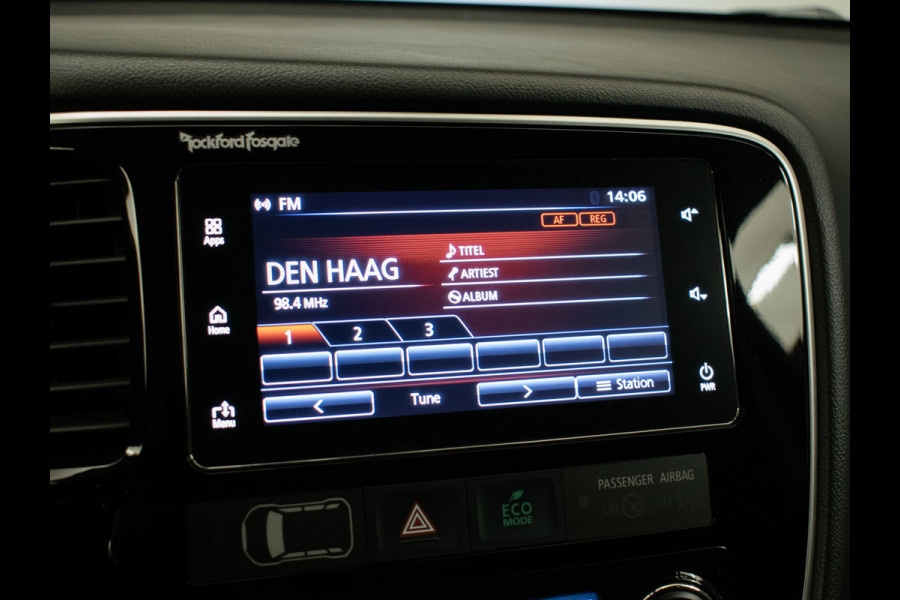 Rockford Fosgate
FM 14:06
AF REG
Apps
DEN HAAG
98.4 MHz
TITEL
ARTIEST
ALBUM
Home
1 2 3
< Tune > Station
PWR
Menu
PASSENGER AIRBAG
ECO
MODE